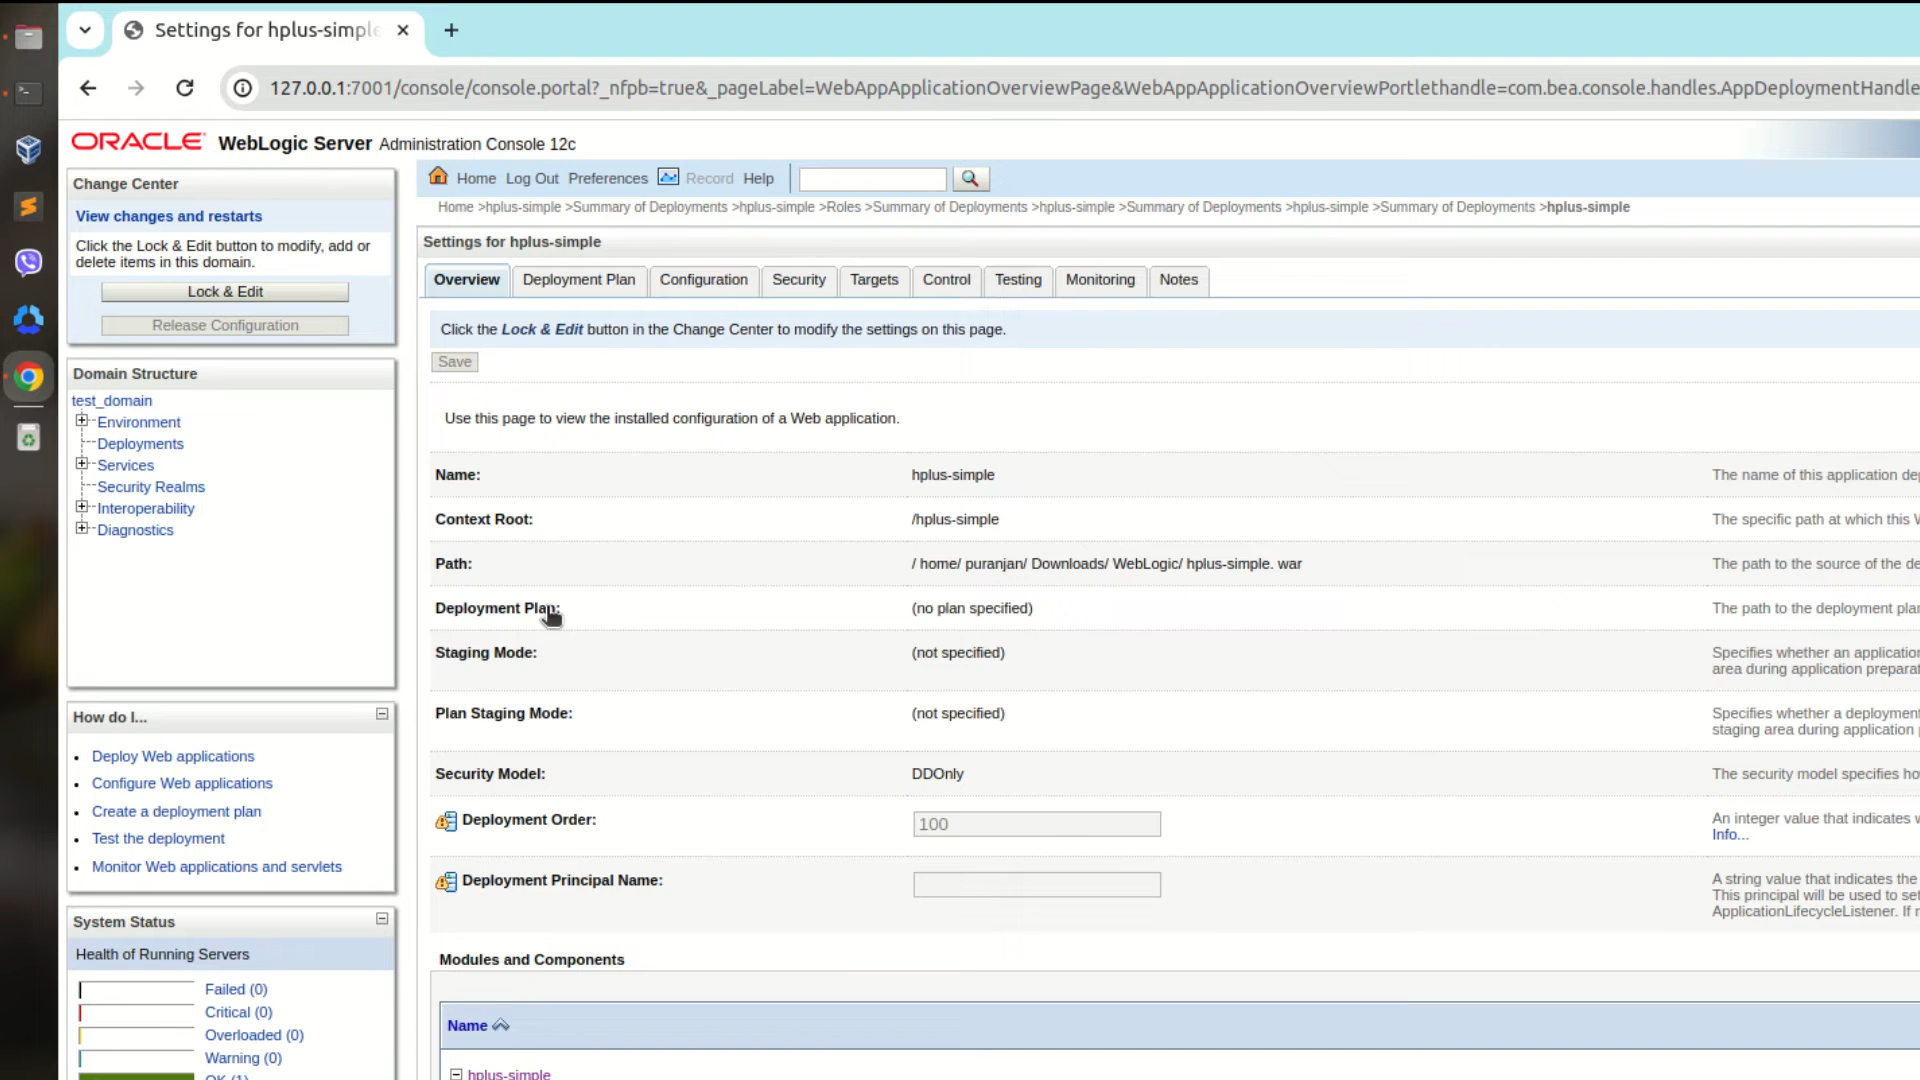 Settings for hplus-simple
127.0.0.1:7001/console/console.portal?_nfpb=true&_pageLabel=WebAppApplicationOverviewPage&WebAppApplicationOverviewPortlethandle=com.bea.console.handles.AppDeploymentHandle
ORACLE WebLogic Server Administration Console 12c
Change Center
View changes and restarts
Click the Lock & Edit button to modify, add or
delete items in this domain.
Lock & Edit
Release Configuration
Domain Structure
test_domain
Environment
Deployments
Services
Security Realms
Interoperability
Diagnostics
How do I...
Deploy Web applications
Configure Web applications
Create a deployment plan
Test the deployment
Monitor Web applications and servlets
System Status
Health of Running Servers
Failed (0)
Critical (0)
Overloaded (0)
Warning (0)
OK (1)
Home Log Out Preferences Record Help
Home >hplus-simple >Summary of Deployments >hplus-simple >Roles >Summary of Deployments >hplus-simple >Summary of Deployments >hplus-simple >Summary of Deployments >hplus-simple
Settings for hplus-simple
Overview Deployment Plan Configuration Security Targets Control Testing Monitoring Notes
Click the Lock & Edit button in the Change Center to modify the settings on this page.
Save
Use this page to view the installed configuration of a Web application.
Name: hplus-simple The name of this application
Context Root: /hplus-simple The specific path at which this
Path: / home/ puranjan/ Downloads/ WebLogic/ hplus-simple. war The path to the source of the
Deployment Plan: (no plan specified) The path to the deployment
Staging Mode: (not specified) Specifies whether an application
area during application
Plan Staging Mode: (not specified) Specifies whether a deployment
staging area during application
Security Model: DDOnly The security model specifies
Deployment Order: 100 An integer value that indicates
Info...
Deployment Principal Name: A string value that indicates the
This principal will be used to
ApplicationLifecycleListener. If
Modules and Components
Name
hplus-simple